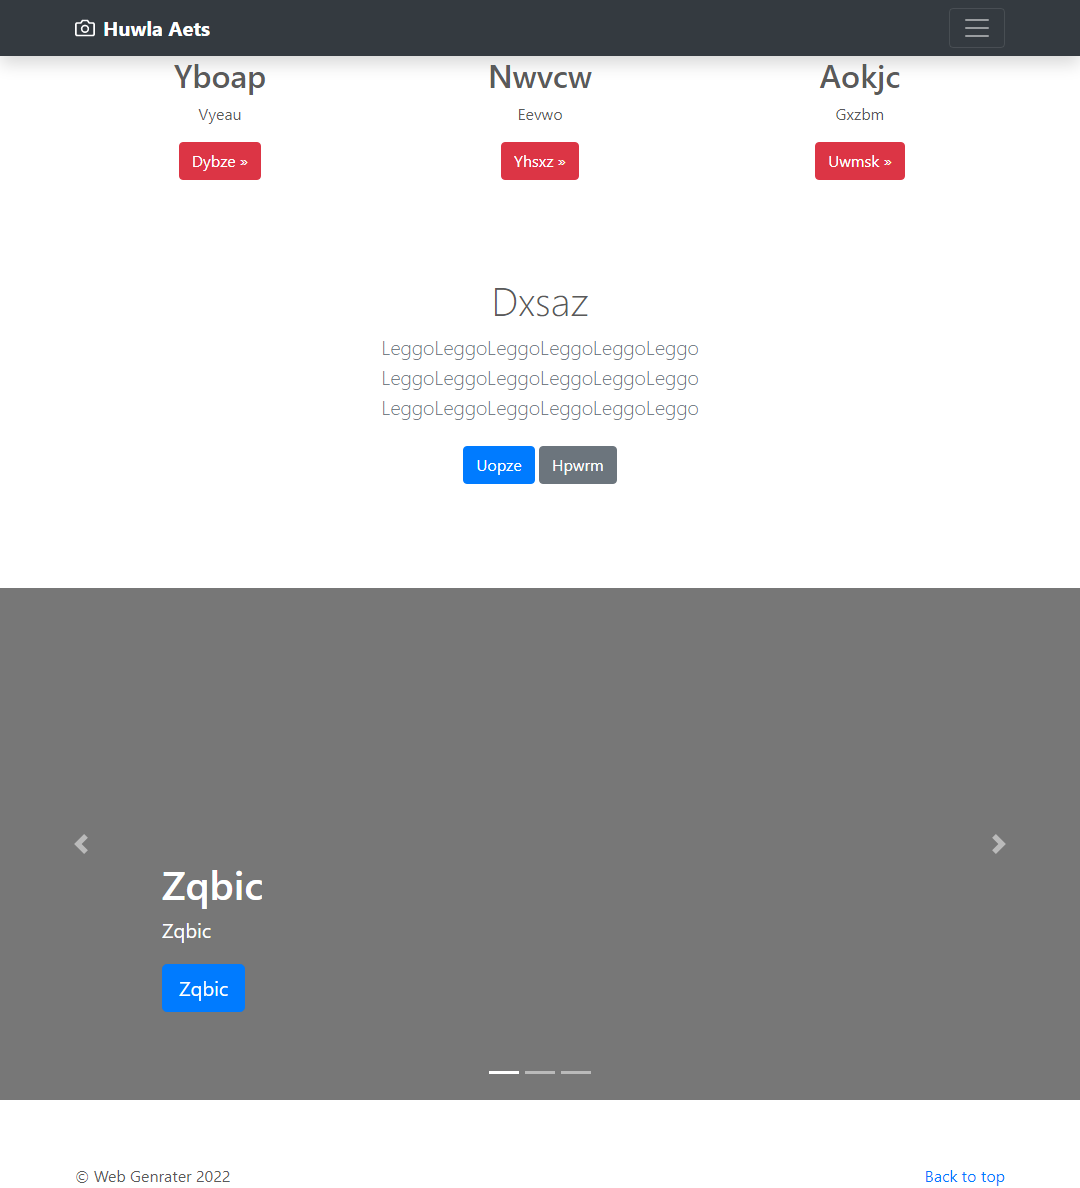 Huwla Aets
Yboap
Nwvcw
Aokjc
Vyeau
Eevwo
Gxzbm
Dybze »
Yhsxz »
Uwmsk »
Dxsaz
LeggoLeggoLeggoLeggoLeggoLeggo
LeggoLeggoLeggoLeggoLeggoLeggo
LeggoLeggoLeggoLeggoLeggoLeggo
Uopze
Hpwrm
Zqbic
Zqbic
Zqbic
© Web Genrater 2022
Back to top